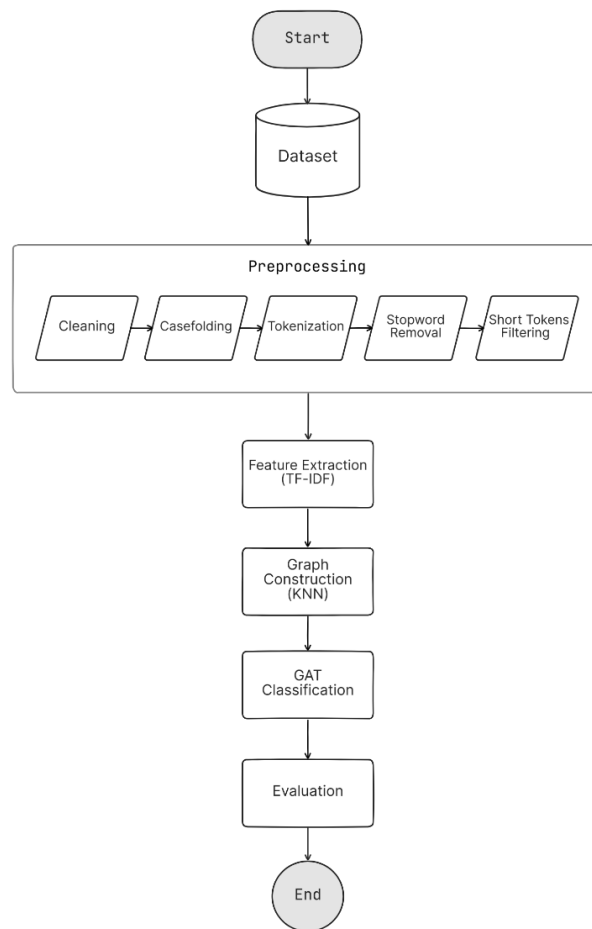 Start
Dataset
Preprocessing
Cleaning
Casefolding
Tokenization
Stopword
Removal
Short Tokens
Filtering
Feature Extraction
(TF-IDF)
Graph
Construction
(KNN)
GAT
Classification
Evaluation
End